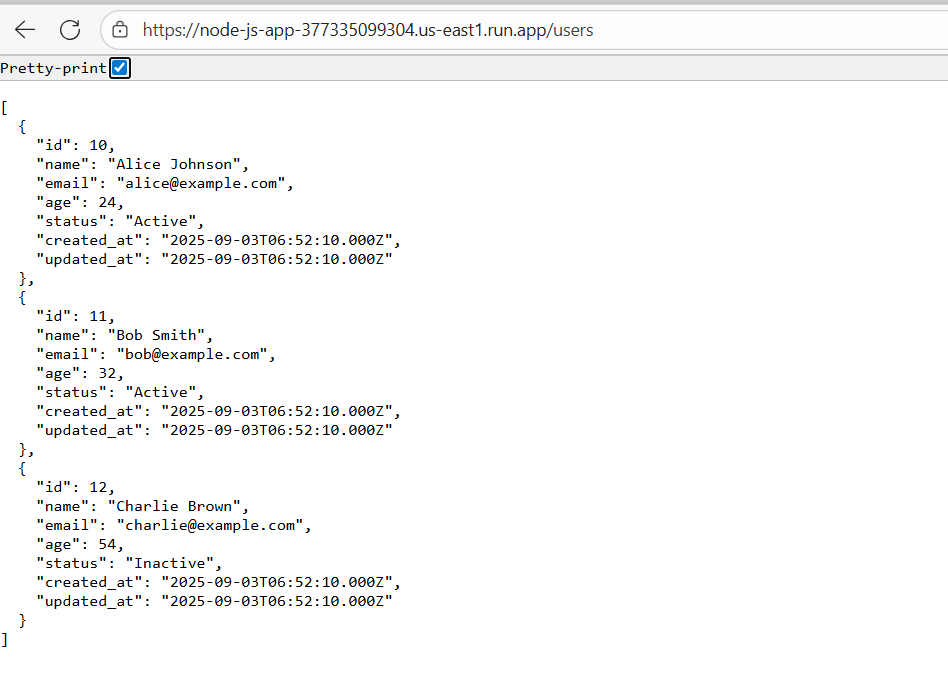 https://node-js-app-377335099304.us-east1.run.app/users
Pretty-print
[
  {
    "id": 10,
    "name": "Alice Johnson",
    "email": "alice@example.com",
    "age": 24,
    "status": "Active",
    "created_at": "2025-09-03T06:52:10.000Z",
    "updated_at": "2025-09-03T06:52:10.000Z"
  },
  {
    "id": 11,
    "name": "Bob Smith",
    "email": "bob@example.com",
    "age": 32,
    "status": "Active",
    "created_at": "2025-09-03T06:52:10.000Z",
    "updated_at": "2025-09-03T06:52:10.000Z"
  },
  {
    "id": 12,
    "name": "Charlie Brown",
    "email": "charlie@example.com",
    "age": 54,
    "status": "Inactive",
    "created_at": "2025-09-03T06:52:10.000Z",
    "updated_at": "2025-09-03T06:52:10.000Z"
  }
]